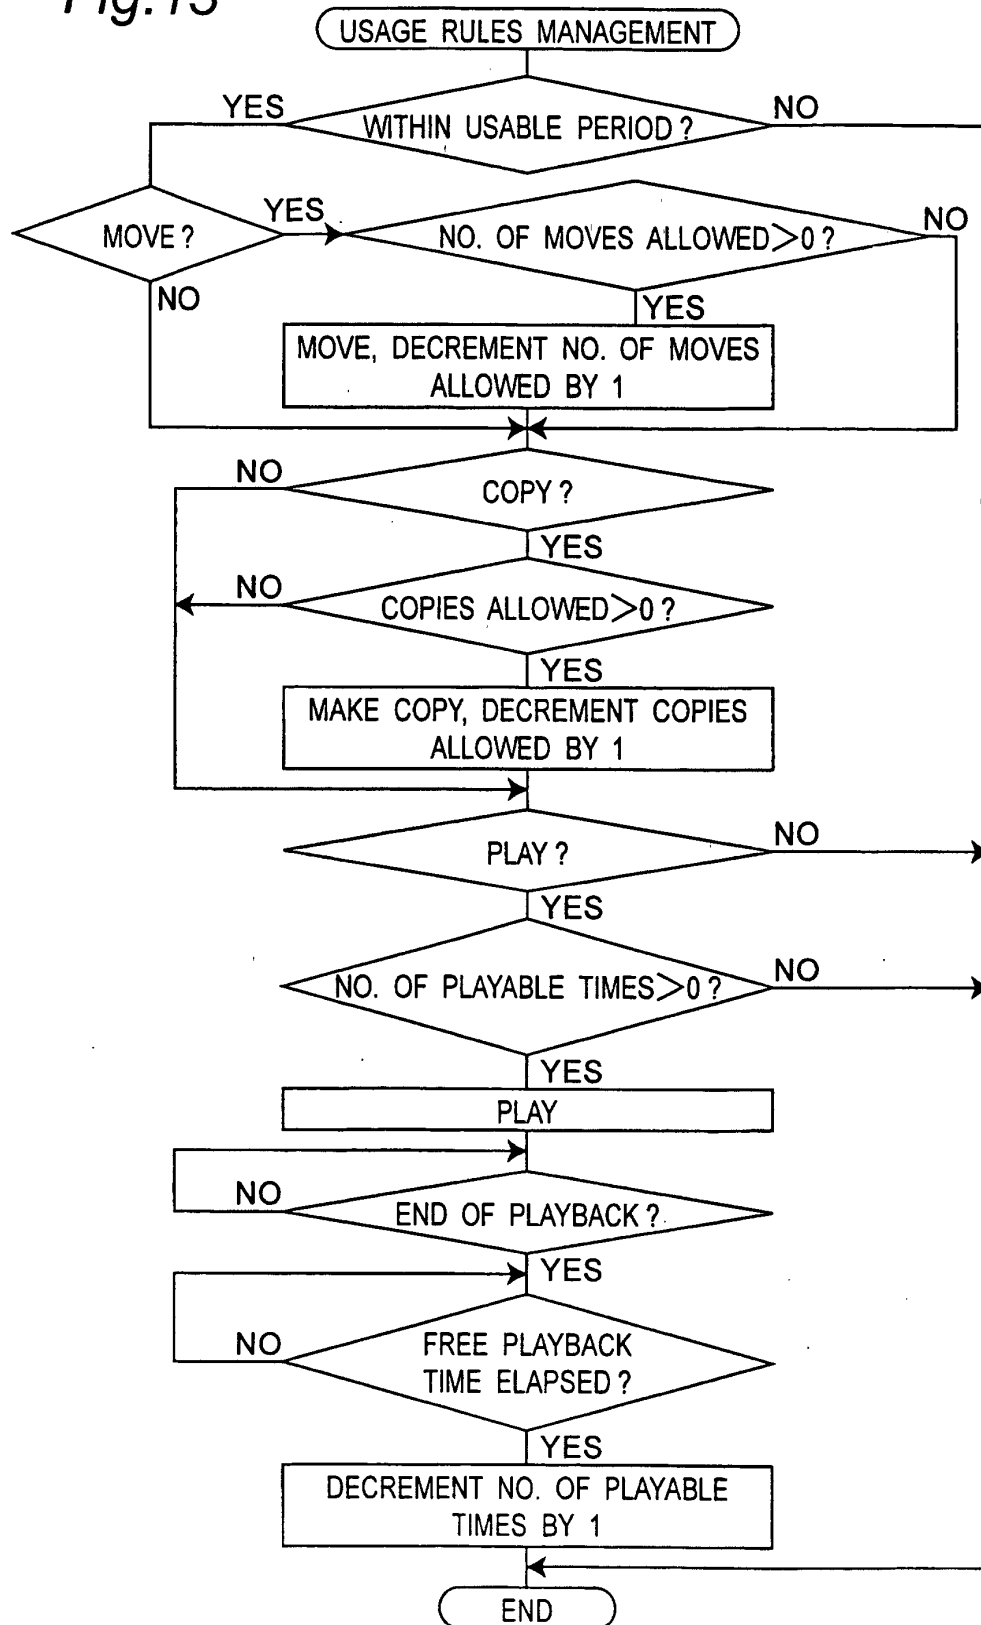 Fig.13
USAGE RULES MANAGEMENT
YES
NO
WITHIN USABLE PERIOD?
MOVE?
YES
NO. OF MOVES ALLOWED>0?
NO
NO
YES
MOVE, DECREMENT NO. OF MOVES
ALLOWED BY 1
NO
COPY?
YES
NO
COPIES ALLOWED>0?
YES
MAKE COPY, DECREMENT COPIES
ALLOWED BY 1
PLAY?
NO
YES
NO. OF PLAYABLE TIMES>0?
NO
YES
PLAY
NO
END OF PLAYBACK?
YES
NO
FREE PLAYBACK
TIME ELAPSED?
YES
DECREMENT NO. OF PLAYABLE
TIMES BY 1
END